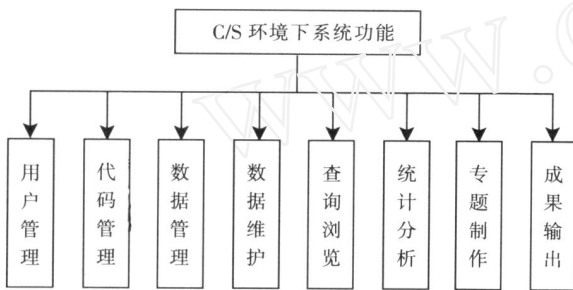 C/S 环境下系统功能
用户管理
代码管理
数据管理
数据维护
查询浏览
统计分析
专题制作
成果输出